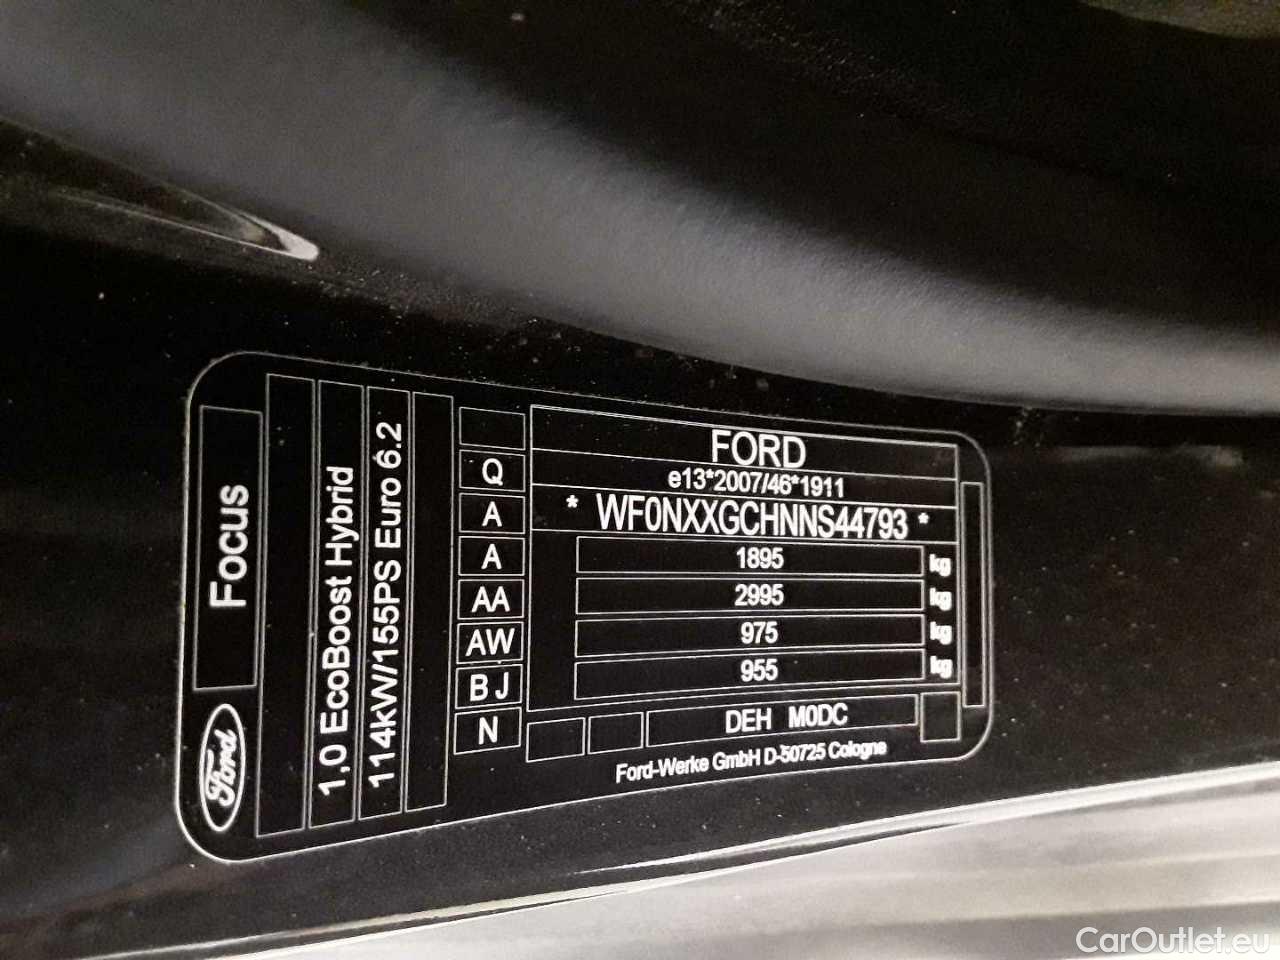 Focus
Ford
1,0 EcoBoost Hybrid
114kW/155PS Euro 6.2
Q
A
A
AA
AW
BJ
N
FORD
e13*2007/46*1911
* WF0NXXGCHNNS44793 *
1895 kg
2995 kg
975 kg
955 kg
DEH M0DC
Ford-Werke GmbH D-50725 Cologne
CarOutlet.eu